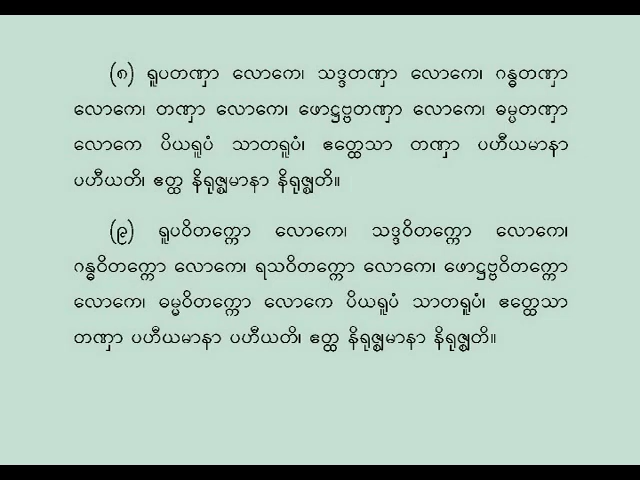 (၈) ရူပတဏှာ လောကေ၊ သဒ္ဒတဏှာ လောကေ၊ ဂန္ဓတဏှာ
လောကေ၊ တဏှာ လောကေ၊ ဖောဋ္ဌဗ္ဗတဏှာ လောကေ၊ ဓမ္မတဏှာ
လောကေ ပိယရူပံ သာတရူပံ၊ ဧတ္ထေသာ တဏှာ ပဟီယမာနာ
ပဟီယတိ၊ ဧတ္ထ နိရုဇ္ဈမာနာ နိရုဇ္ဈတိ။
(၉) ရူပဝိတက္ကော လောကေ၊ သဒ္ဒဝိတက္ကော လောကေ၊
ဂန္ဓဝိတက္ကော လောကေ၊ ရသဝိတက္ကော လောကေ၊ ဖောဋ္ဌဗ္ဗဝိတက္ကော
လောကေ၊ ဓမ္မဝိတက္ကော လောကေ ပိယရူပံ သာတရူပံ၊ ဧတ္ထေသာ
တဏှာ ပဟီယမာနာ ပဟီယတိ၊ ဧတ္ထ နိရုဇ္ဈမာနာ နိရုဇ္ဈတိ။